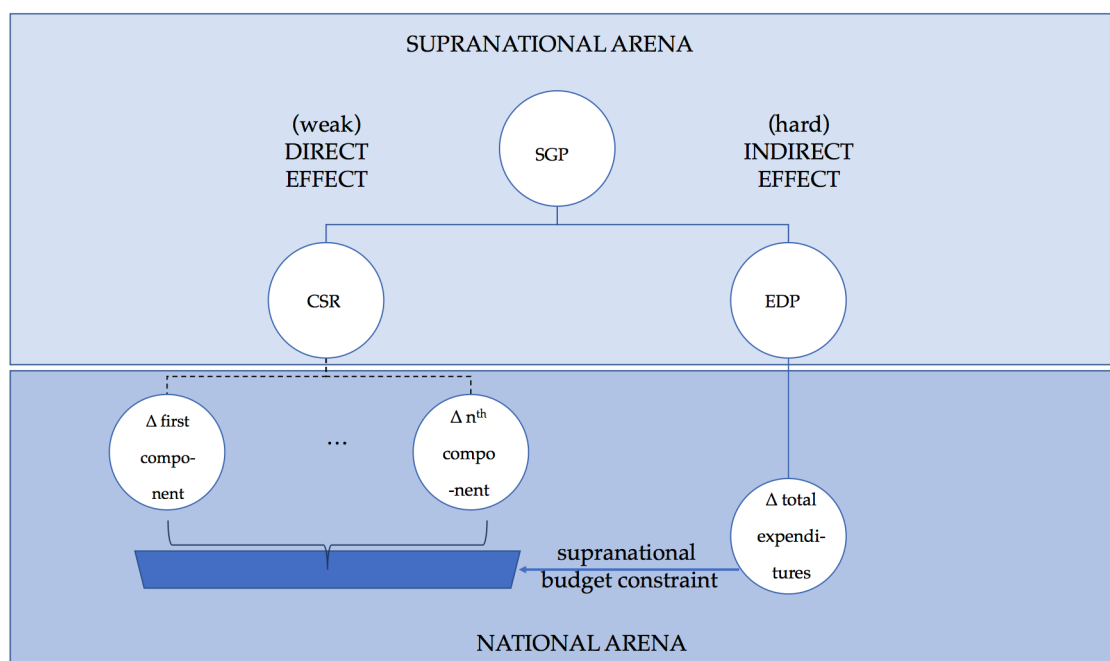 SUPRANATIONAL ARENA
(weak)
DIRECT
EFFECT
SGP
(hard)
INDIRECT
EFFECT
CSR
EDP
Δ first
compo-
nent
...
Δ nth
compo
-nent
Δ total
expendi-
tures
supranational
budget constraint
NATIONAL ARENA